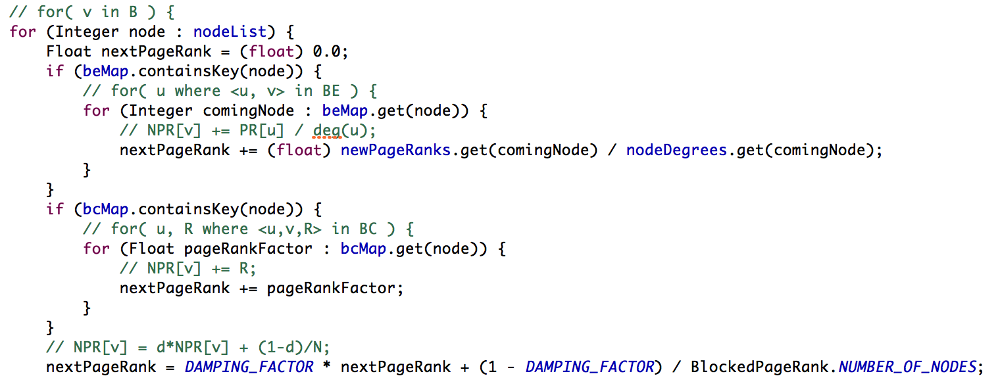 // for( v in B ) {
for (Integer node : nodeList) {
    Float nextPageRank = (float) 0.0;
    if (beMap.containsKey(node)) {
        // for( u where <u, v> in BE ) {
        for (Integer comingNode : beMap.get(node)) {
            // NPR[v] += PR[u] / deg(u);
            nextPageRank += (float) newPageRanks.get(comingNode) / nodeDegrees.get(comingNode);
        }
    }
    if (bcMap.containsKey(node)) {
        // for( u, R where <u,v,R> in BC ) {
        for (Float pageRankFactor : bcMap.get(node)) {
            // NPR[v] += R;
            nextPageRank += pageRankFactor;
        }
    }
    // NPR[v] = d*NPR[v] + (1-d)/N;
    nextPageRank = DAMPING_FACTOR * nextPageRank + (1 - DAMPING_FACTOR) / BlockedPageRank.NUMBER_OF_NODES;